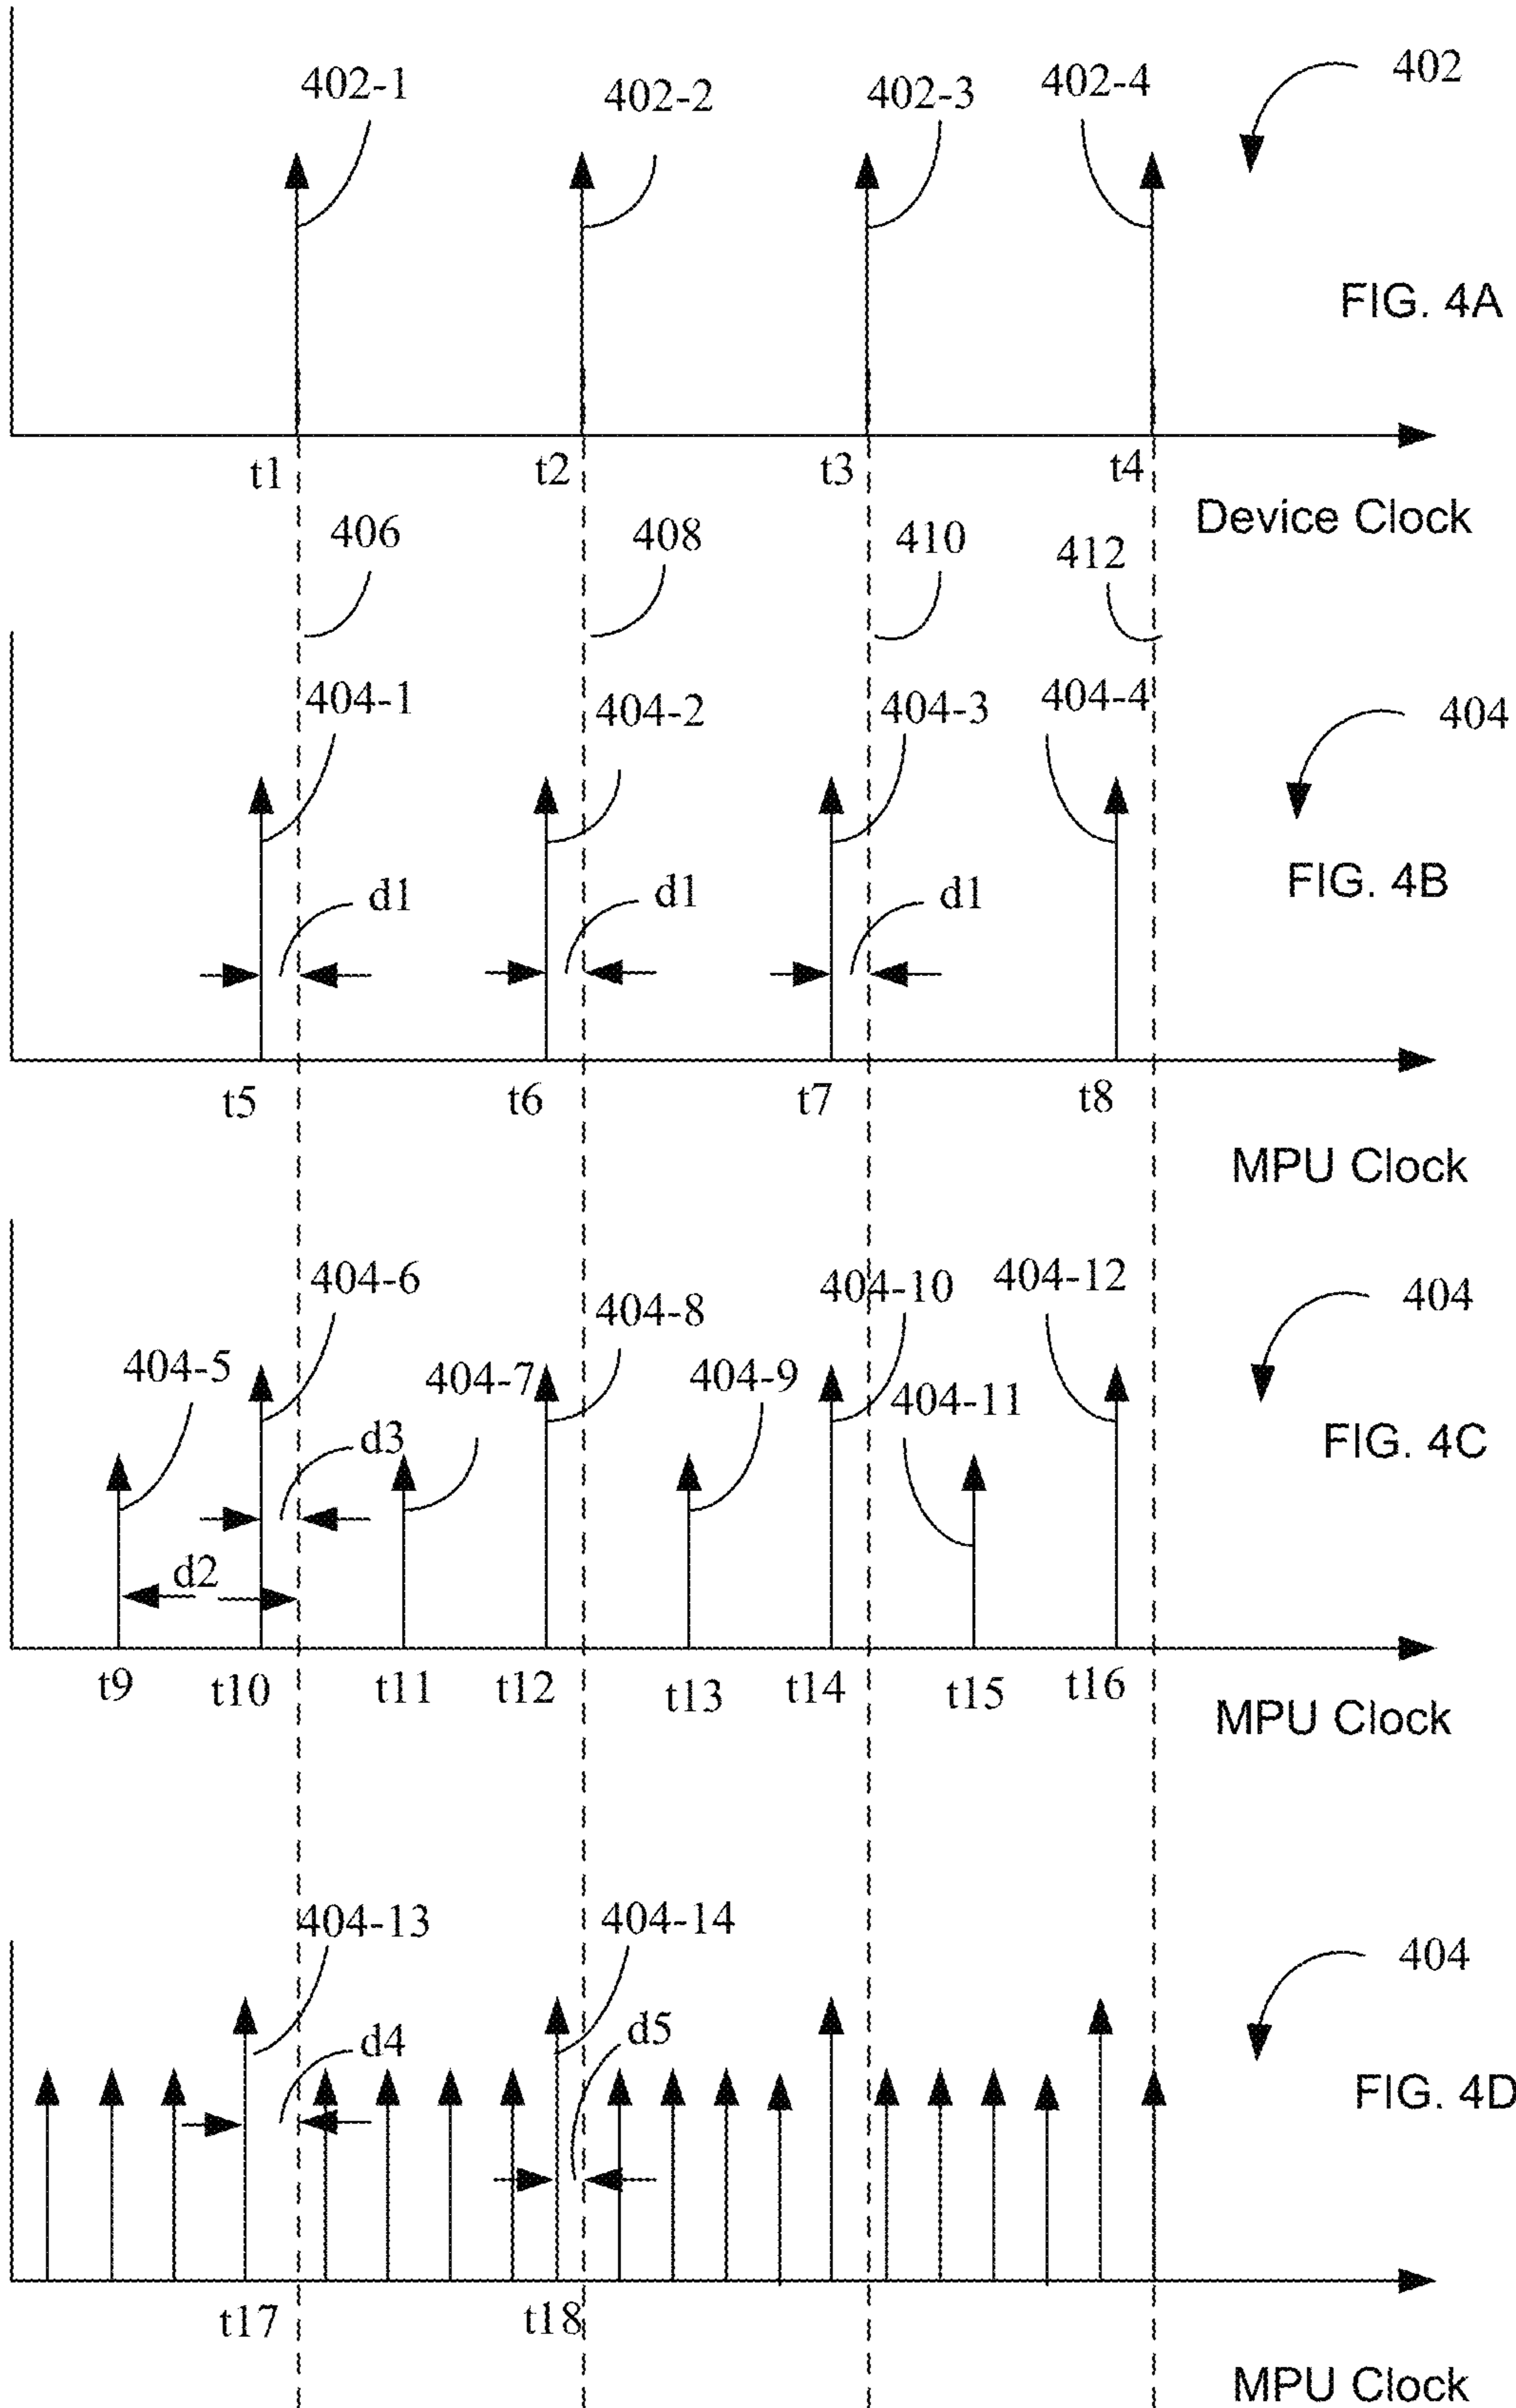 402-1
402-2
402-3
402-4
402
FIG. 4A
t1
t2
t3
t4
Device Clock
406
408
410
412
404-1
404-2
404-3
404-4
404
FIG. 4B
d1
d1
d1
t5
t6
t7
t8
MPU Clock
404-6
404-8
404-10
404-12
404
404-5
404-7
404-9
404-11
FIG. 4C
d3
d2
t9
t10
t11
t12
t13
t14
t15
t16
MPU Clock
404-13
404-14
404
d4
d5
FIG. 4D
t17
t18
MPU Clock